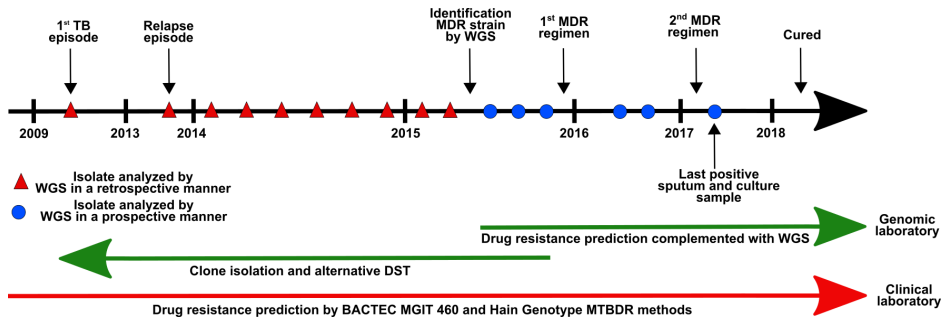 1st TB
episode
Relapse
episode
Identification
MDR strain
by WGS
1st MDR
regimen
2nd MDR
regimen
Cured
2009
2013
2014
2015
2016
2017
2018
Last positive
sputum and culture
sample
Isolate analyzed by
WGS in a retrospective manner
Isolate analyzed by
WGS in a prospective manner
Drug resistance prediction complemented with WGS
Genomic
laboratory
Clone isolation and alternative DST
Drug resistance prediction by BACTEC MGIT 460 and Hain Genotype MTBDR methods
Clinical
laboratory